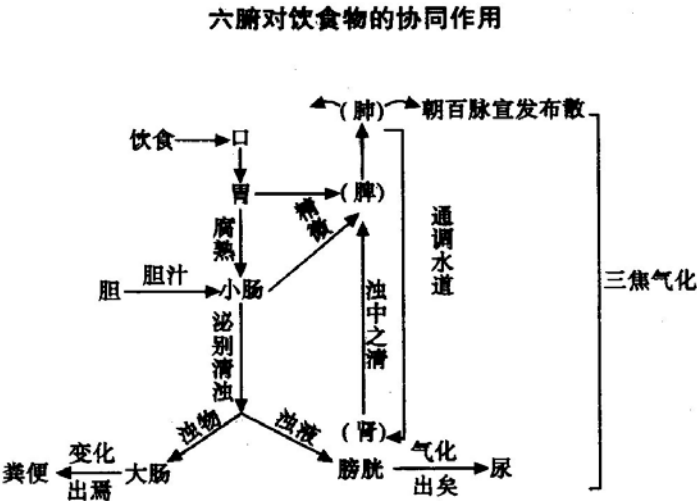 六腑对饮食物的协同作用
(肺)
朝百脉宣发布散
饮食
口
胃
(脾)
精微
腐熟
通调水道
胆
胆汁
小肠
三焦气化
浊中之清
泌别清浊
浊物
浊液
(肾)
粪便
变化
出焉
大肠
膀胱
气化
出矣
尿